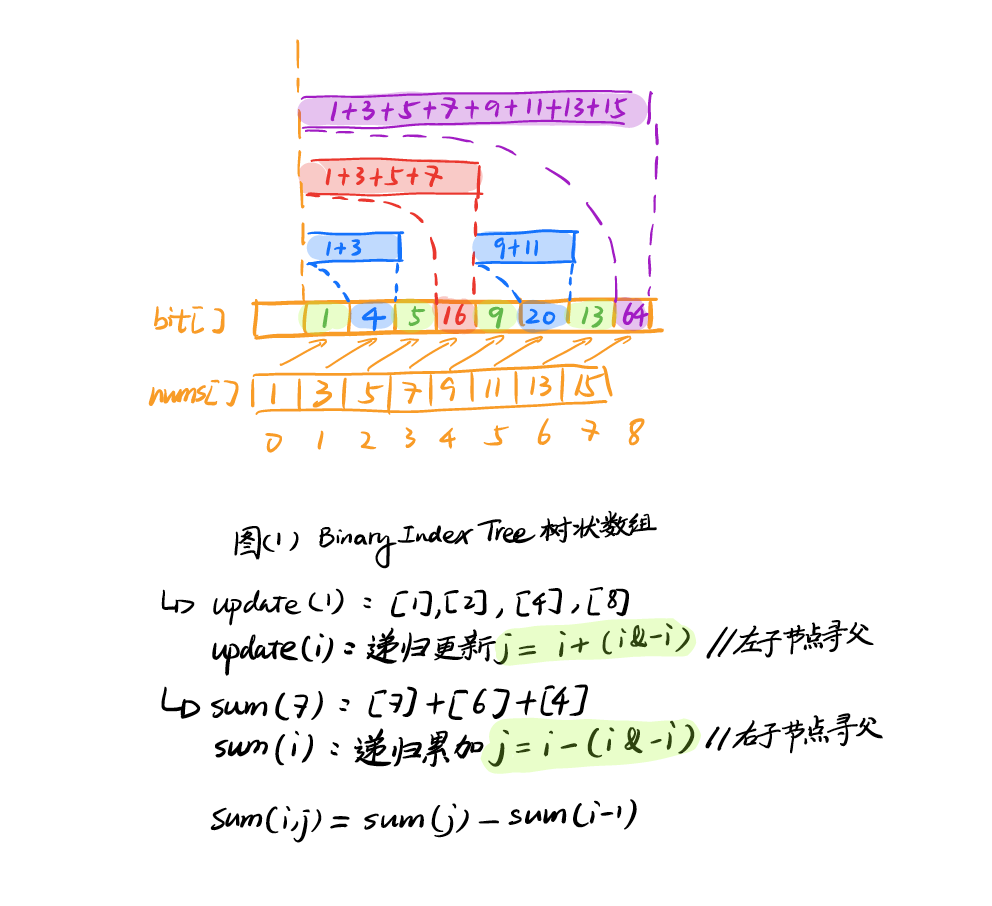 1+3+5+7+9+11+13+15
1+3+5+7
1+3 9+11
bit[] 1 4 5 16 9 20 13 64
nums[] 1 3 5 7 9 11 13 15
0 1 2 3 4 5 6 7 8
图(1) Binary Index Tree 树状数组
↳ update(1) : [1],[2],[4],[8]
update(i): 递归更新 j = i+(i&-i) //左子节点寻父
↳ sum(7) : [7]+[6]+[4]
sum(i) : 递归累加 j = i-(i&-i) //右子节点寻父
sum(i,j) = sum(j) - sum(i-1)